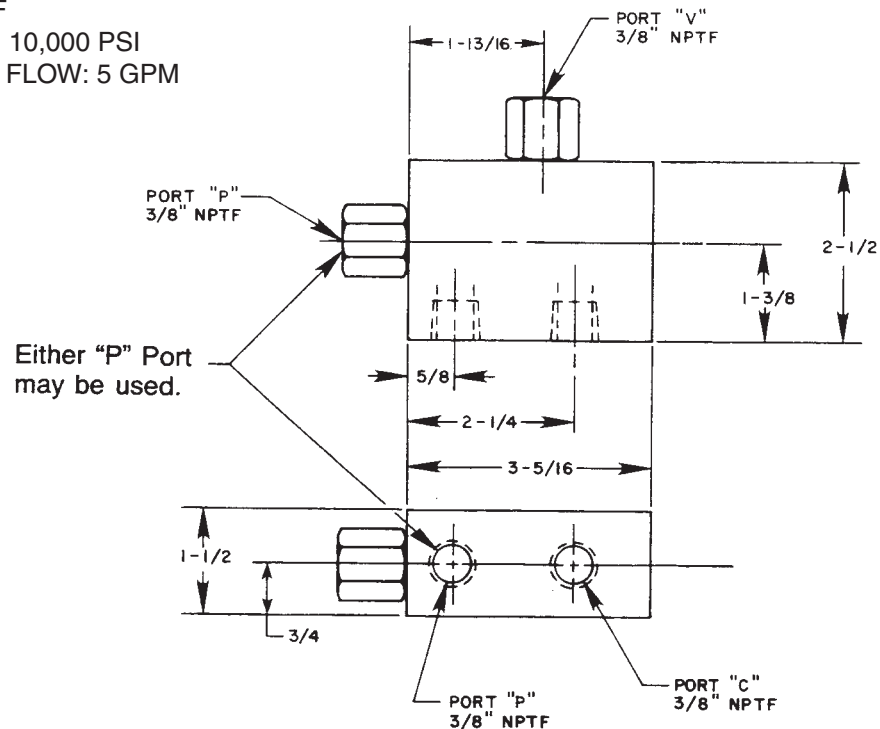 10,000 PSI
FLOW: 5 GPM
PORT "V"
3/8" NPTF
1-13/16
PORT "P"
3/8" NPTF
2-1/2
1-3/8
Either “P” Port
may be used.
5/8
2-1/4
3-5/16
1-1/2
3/4
PORT "P"
3/8" NPTF
PORT "C"
3/8" NPTF